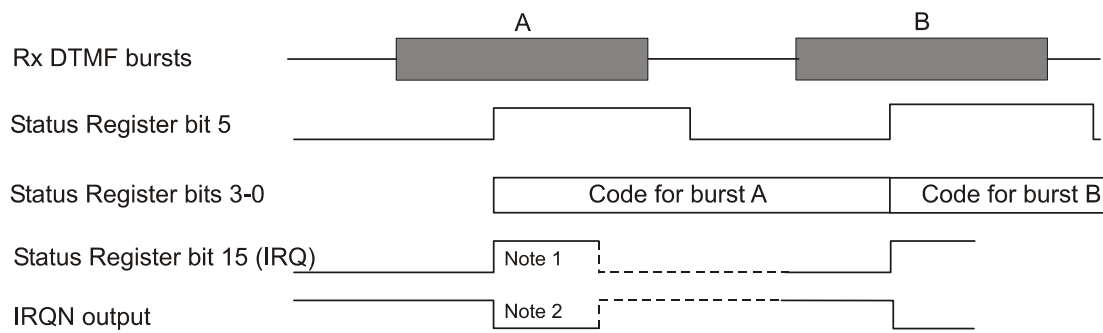 A
B
Rx DTMF bursts
Status Register bit 5
Status Register bits 3-0
Code for burst A
Code for burst B
Status Register bit 15 (IRQ)
Note 1
IRQN output
Note 2